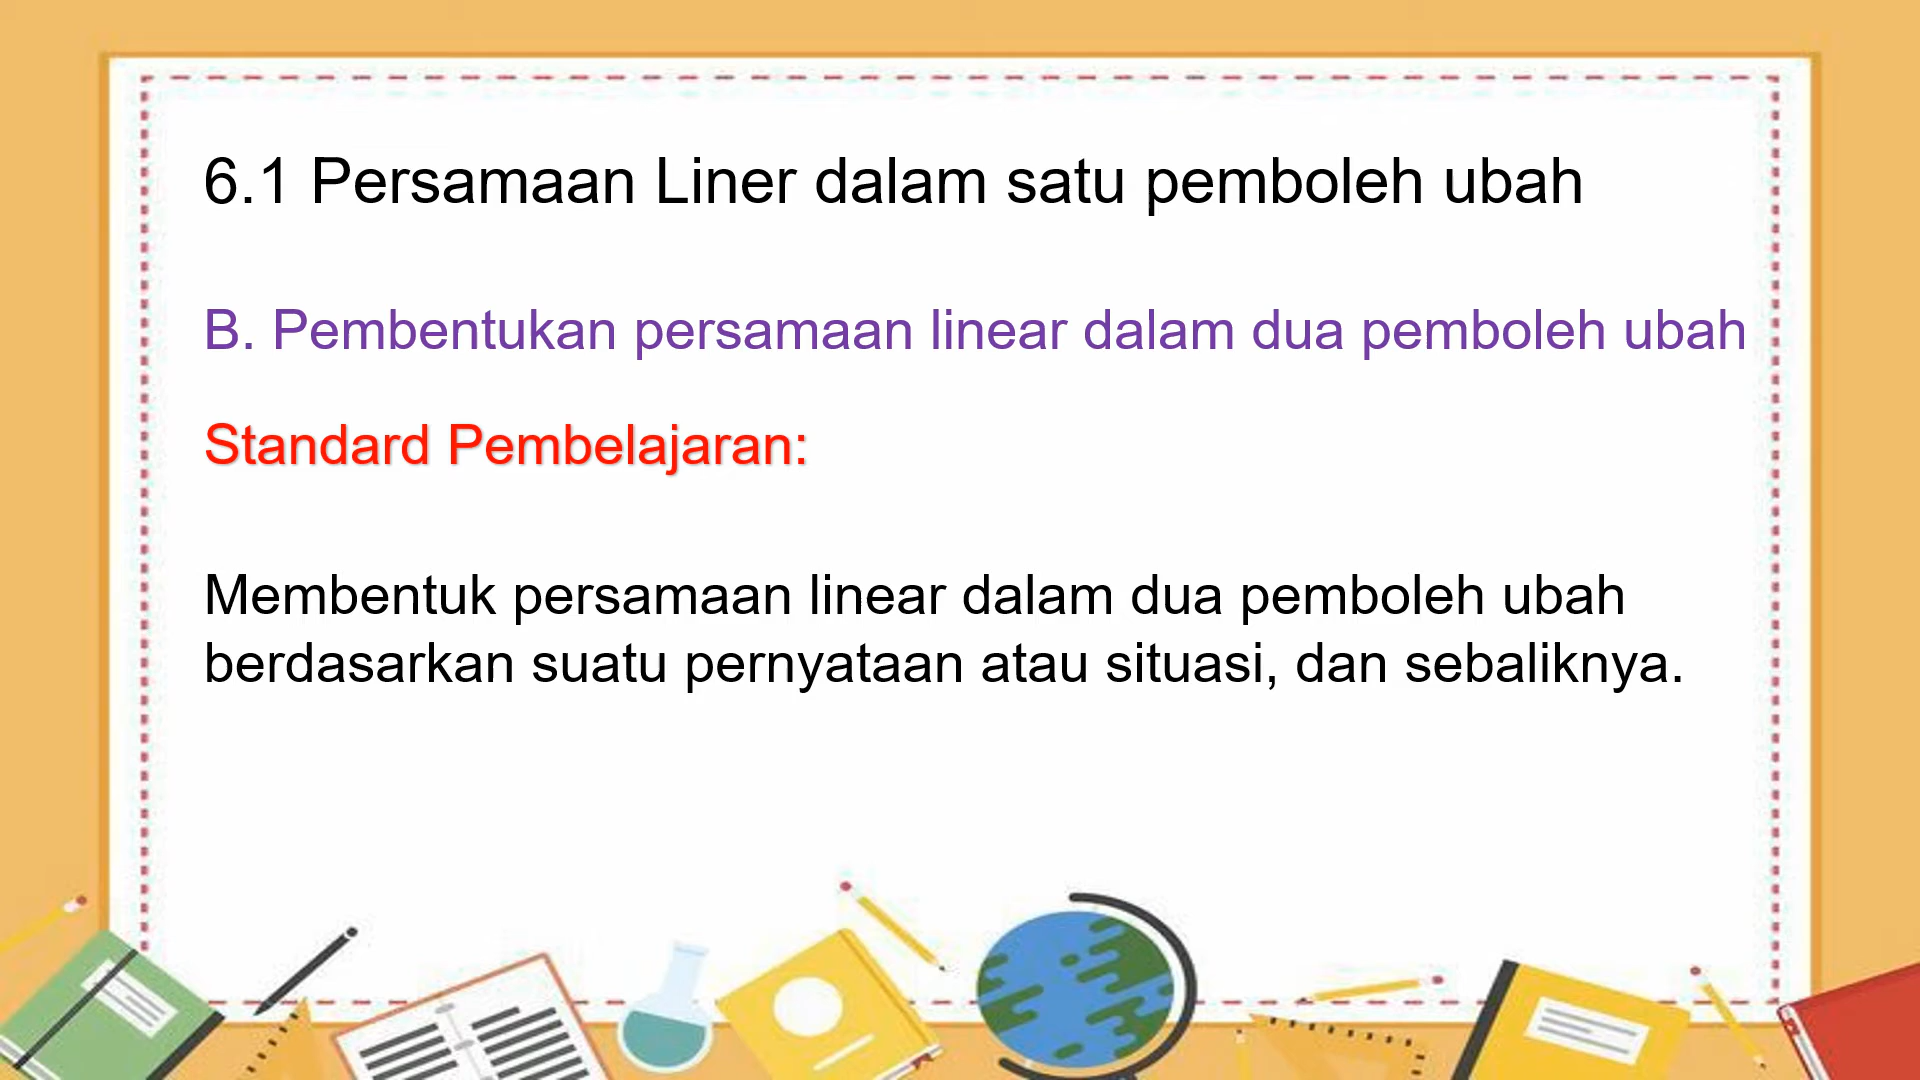 6.1 Persamaan Liner dalam satu pemboleh ubah
B. Pembentukan persamaan linear dalam dua pemboleh ubah
Standard Pembelajaran:
Membentuk persamaan linear dalam dua pemboleh ubah
berdasarkan suatu pernyataan atau situasi, dan sebaliknya.